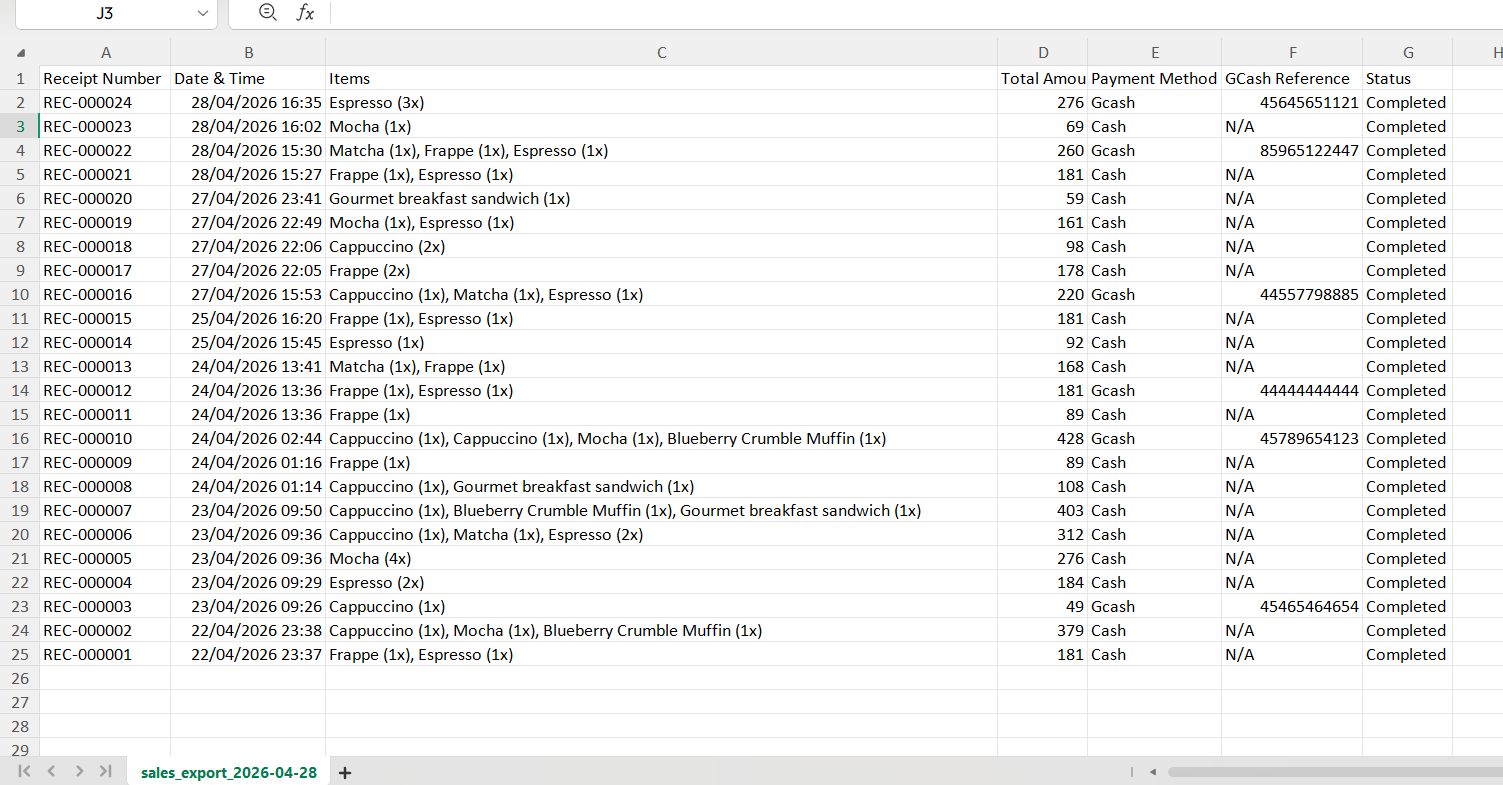 J3 fx
A B C D E F G H
1 Receipt Number Date & Time Items Total Amou Payment Method GCash Reference Status
2 REC-000024 28/04/2026 16:35 Espresso (3x) 276 Gcash 45645651121 Completed
3 REC-000023 28/04/2026 16:02 Mocha (1x) 69 Cash N/A Completed
4 REC-000022 28/04/2026 15:30 Matcha (1x), Frappe (1x), Espresso (1x) 260 Gcash 85965122447 Completed
5 REC-000021 28/04/2026 15:27 Frappe (1x), Espresso (1x) 181 Cash N/A Completed
6 REC-000020 27/04/2026 23:41 Gourmet breakfast sandwich (1x) 59 Cash N/A Completed
7 REC-000019 27/04/2026 22:49 Mocha (1x), Espresso (1x) 161 Cash N/A Completed
8 REC-000018 27/04/2026 22:06 Cappuccino (2x) 98 Cash N/A Completed
9 REC-000017 27/04/2026 22:05 Frappe (2x) 178 Cash N/A Completed
10 REC-000016 27/04/2026 15:53 Cappuccino (1x), Matcha (1x), Espresso (1x) 220 Gcash 44557798885 Completed
11 REC-000015 25/04/2026 16:20 Frappe (1x), Espresso (1x) 181 Cash N/A Completed
12 REC-000014 25/04/2026 15:45 Espresso (1x) 92 Cash N/A Completed
13 REC-000013 24/04/2026 13:41 Matcha (1x), Frappe (1x) 168 Cash N/A Completed
14 REC-000012 24/04/2026 13:36 Frappe (1x), Espresso (1x) 181 Gcash 44444444444 Completed
15 REC-000011 24/04/2026 13:36 Frappe (1x) 89 Cash N/A Completed
16 REC-000010 24/04/2026 02:44 Cappuccino (1x), Cappuccino (1x), Mocha (1x), Blueberry Crumble Muffin (1x) 428 Gcash 45789654123 Completed
17 REC-000009 24/04/2026 01:16 Frappe (1x) 89 Cash N/A Completed
18 REC-000008 24/04/2026 01:14 Cappuccino (1x), Gourmet breakfast sandwich (1x) 108 Cash N/A Completed
19 REC-000007 23/04/2026 09:50 Cappuccino (1x), Blueberry Crumble Muffin (1x), Gourmet breakfast sandwich (1x) 403 Cash N/A Completed
20 REC-000006 23/04/2026 09:36 Cappuccino (1x), Matcha (1x), Espresso (2x) 312 Cash N/A Completed
21 REC-000005 23/04/2026 09:36 Mocha (4x) 276 Cash N/A Completed
22 REC-000004 23/04/2026 09:29 Espresso (2x) 184 Cash N/A Completed
23 REC-000003 23/04/2026 09:26 Cappuccino (1x) 49 Gcash 45465464654 Completed
24 REC-000002 22/04/2026 23:38 Cappuccino (1x), Mocha (1x), Blueberry Crumble Muffin (1x) 379 Cash N/A Completed
25 REC-000001 22/04/2026 23:37 Frappe (1x), Espresso (1x) 181 Cash N/A Completed
26
27
28
29
sales_export_2026-04-28 +